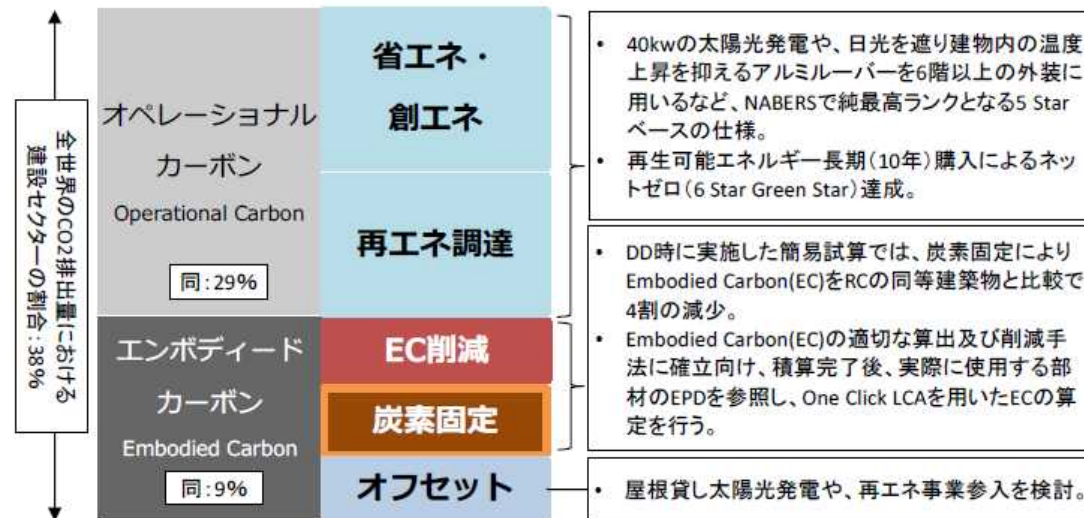 全世界のCO2排出量における
建設セクターの割合：38%
オペレーショナル
カーボン
Operational Carbon
同：29%
エンボディード
カーボン
Embodied Carbon
同：9%
省エネ・
創エネ
再エネ調達
EC削減
炭素固定
オフセット
• 40kwの太陽光発電や、日光を遮り建物内の温度
上昇を抑えるアルミルーバーを6階以上の外装に
用いるなど、NABERSで純最高ランクとなる5 Star
ベースの仕様。
• 再生可能エネルギー長期（10年）購入によるネッ
トゼロ（6 Star Green Star）達成。
• DD時に実施した簡易試算では、炭素固定により
Embodied Carbon(EC)をRCの同等建築物と比較で
4割の減少。
• Embodied Carbon(EC)の適切な算出及び削減手
法に確立向け、積算完了後、実際に使用する部
材のEPDを参照し、One Click LCAを用いたECの算
定を行う。
• 屋根貸し太陽光発電や、再エネ事業参入を検討。